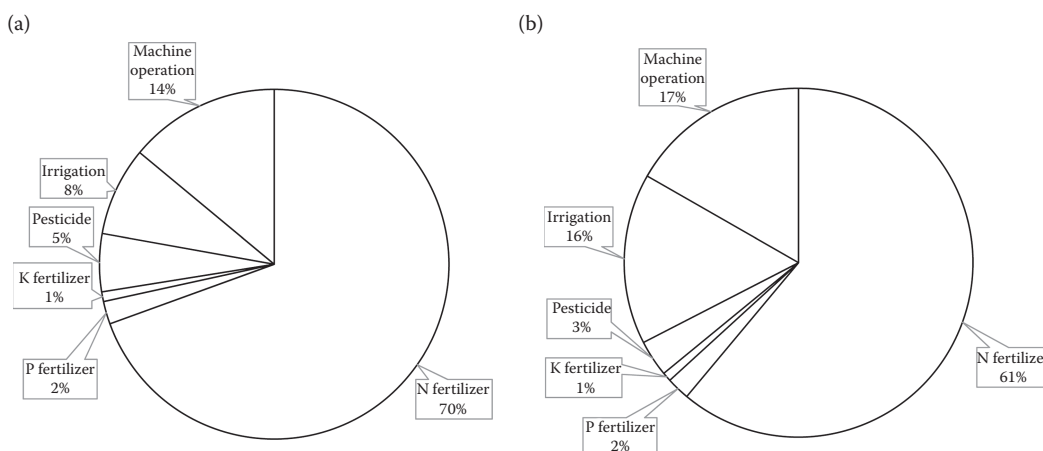 (a)
Machine
operation
14%
Irrigation
8%
Pesticide
5%
K fertilizer
1%
P fertilizer
2%
N fertilizer
70%
(b)
Machine
operation
17%
Irrigation
16%
Pesticide
3%
K fertilizer
1%
P fertilizer
2%
N fertilizer
61%